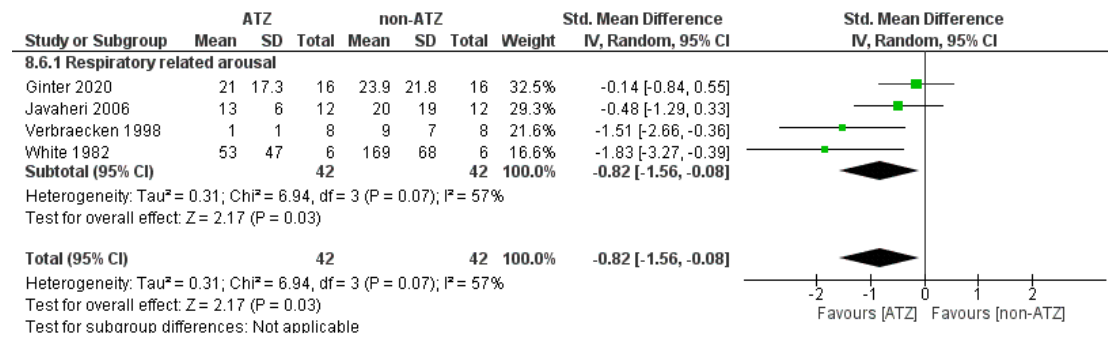 ATZ non-ATZ Std. Mean Difference Std. Mean Difference
Study or Subgroup Mean SD Total Mean SD Total Weight IV, Random, 95% CI IV, Random, 95% CI
8.6.1 Respiratory related arousal
Ginter 2020 21 17.3 16 23.9 21.8 16 32.5% -0.14 [-0.84, 0.55]
Javaheri 2006 13 6 12 20 19 12 29.3% -0.48 [-1.29, 0.33]
Verbraecken 1998 1 1 8 9 7 8 21.6% -1.51 [-2.66, -0.36]
White 1982 53 47 6 169 68 6 16.6% -1.83 [-3.27, -0.39]
Subtotal (95% CI) 42 42 100.0% -0.82 [-1.56, -0.08]
Heterogeneity: Tau² = 0.31; Chi² = 6.94, df = 3 (P = 0.07); I² = 57%
Test for overall effect: Z = 2.17 (P = 0.03)
Total (95% CI) 42 42 100.0% -0.82 [-1.56, -0.08]
Heterogeneity: Tau² = 0.31; Chi² = 6.94, df = 3 (P = 0.07); I² = 57%
Test for overall effect: Z = 2.17 (P = 0.03)
Test for subgroup differences: Not applicable
-2 -1 0 1 2
Favours [ATZ] Favours [non-ATZ]